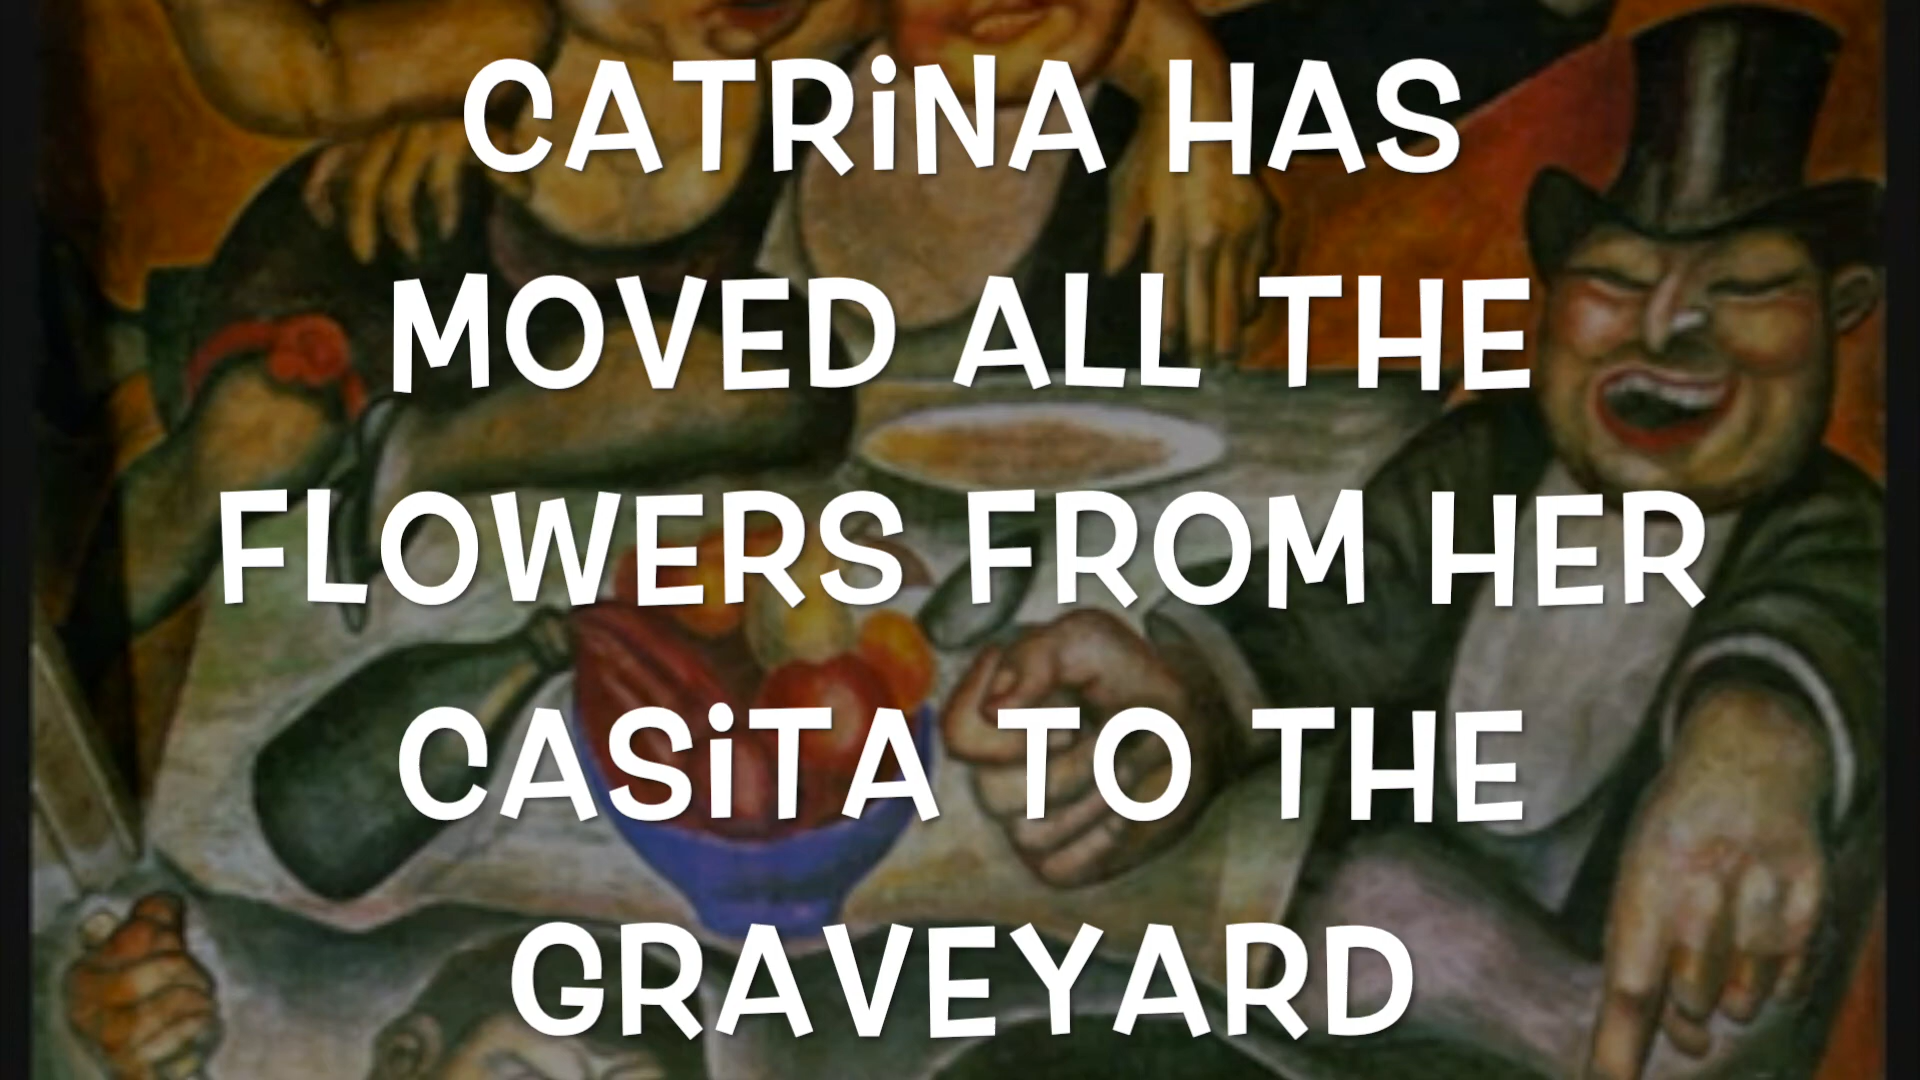 CATRiNA HAS
MOVED ALL THE
FLOWERS FROM HER
CASiTA TO THE
GRAVEYARD